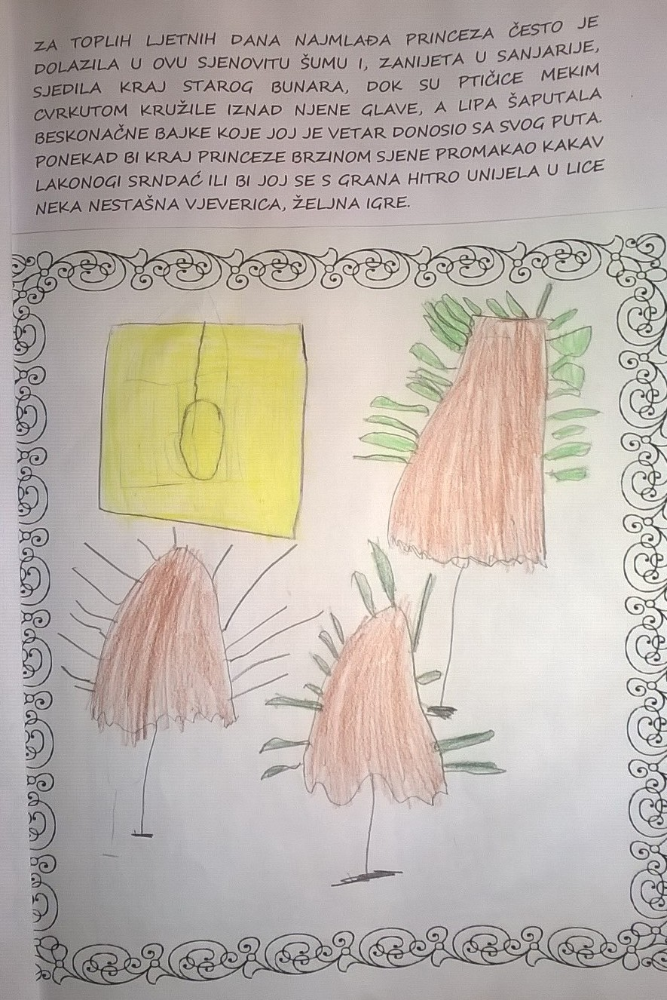 ZA TOPLIH LJETNIH DANA NAJMLAĐA PRINCEZA ČESTO JE
DOLAZILA U OVU SJENOVITU ŠUMU I, ZANIJETA U SANJARIJE,
SJEDILA KRAJ STAROG BUNARA, DOK SU PTIČICE MEKIM
CVRKUTOM KRUŽILE IZNAD NJENE GLAVE, A LIPA ŠAPUTALA
BESKONAČNE BAJKE KOJE JOJ JE VETAR DONOSIO SA SVOG PUTA.
PONEKAD BI KRAJ PRINCEZE BRZINOM SJENE PROMAKAO KAKAV
LAKONOGI SRNDAĆ ILI BI JOJ SE S GRANA HITRO UNIJELA U LICE
NEKA NESTAŠNA VJEVERICA, ŽELJNA IGRE.